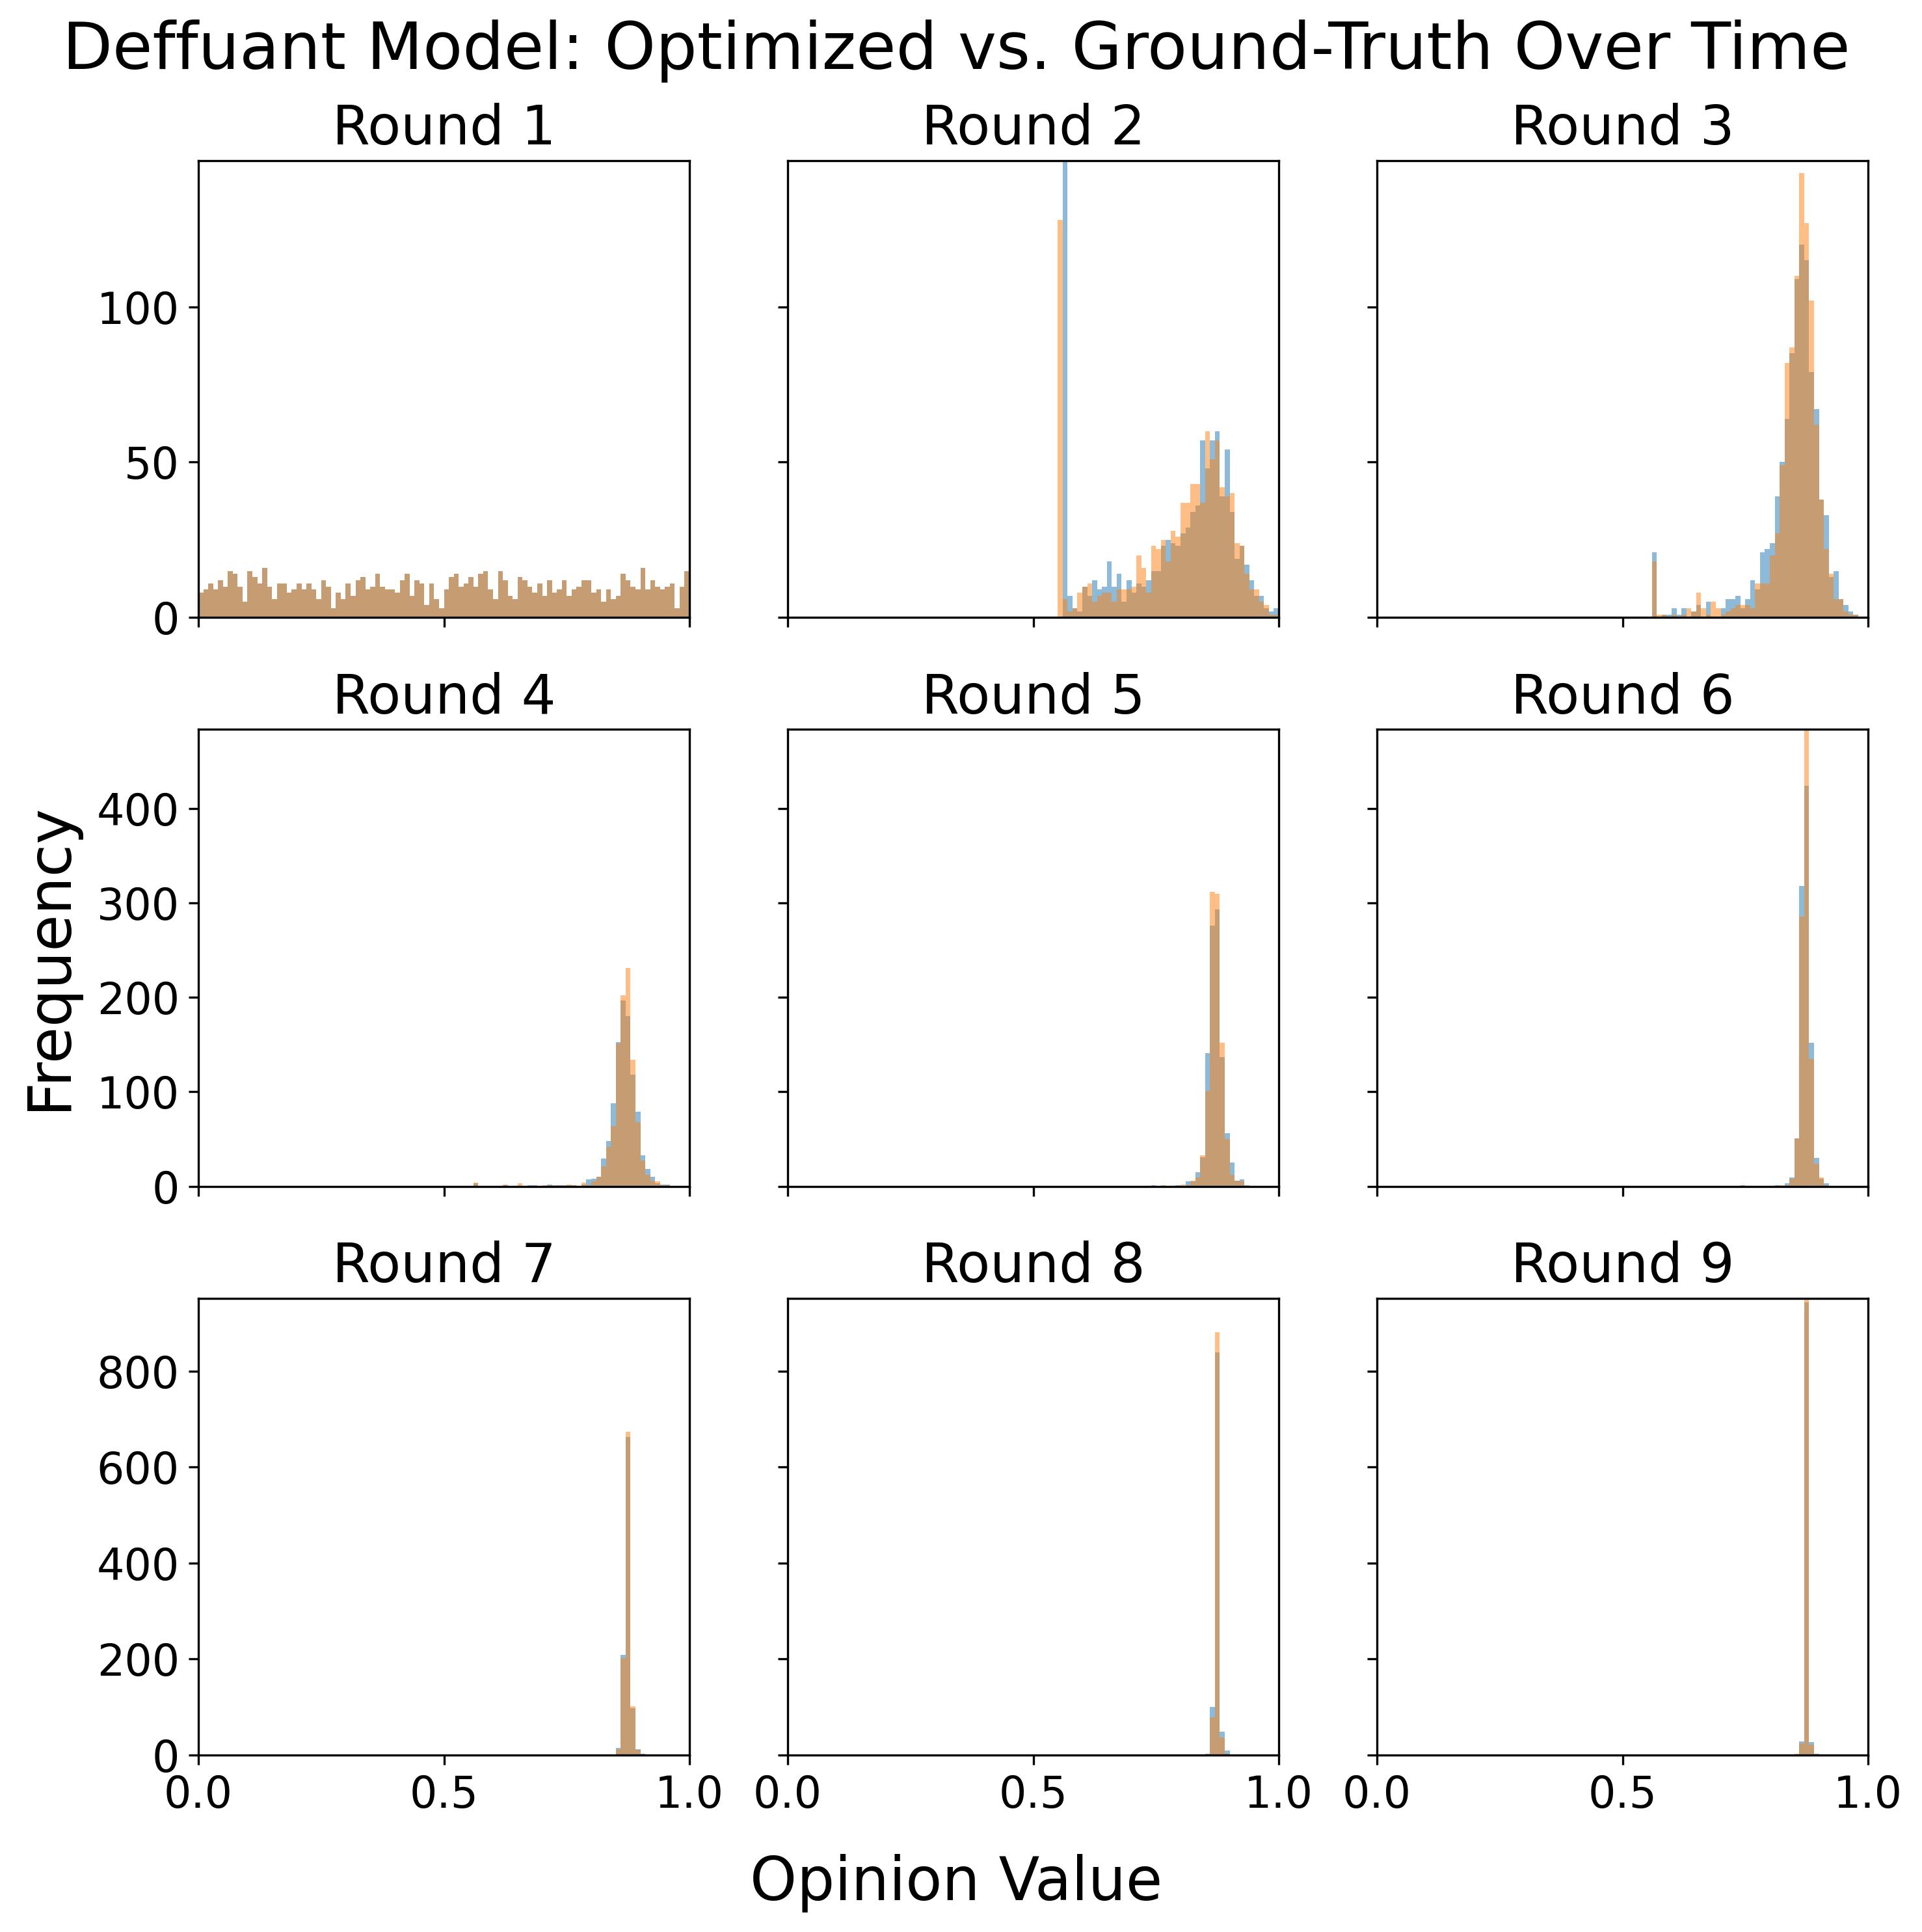 Deffuant Model: Optimized vs. Ground-Truth Over Time
Round 1
Round 2
Round 3
100
50
0
Round 4
Round 5
Round 6
Frequency
400
300
200
100
0
Round 7
Round 8
Round 9
800
600
400
200
0
0.0 0.5 1.0
0.0 0.5 1.0
0.0 0.5 1.0
Opinion Value